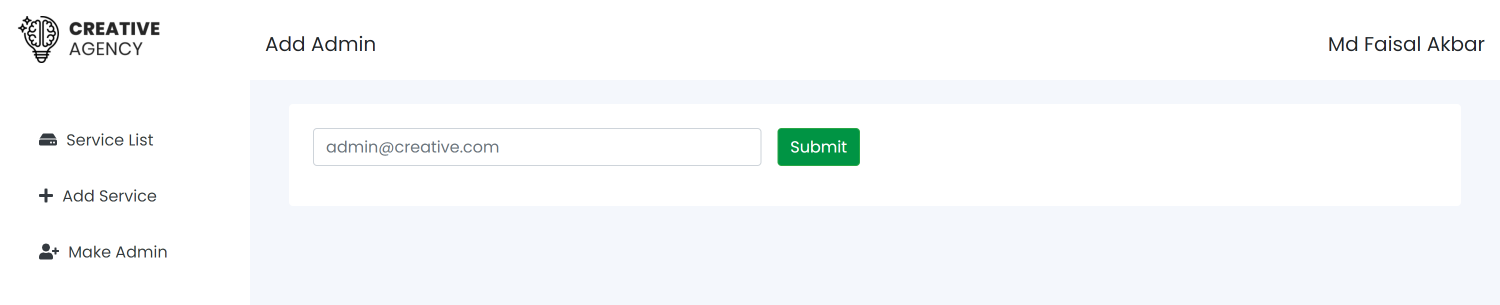 CREATIVE
AGENCY
Add Admin
Md Faisal Akbar
Service List
Add Service
Make Admin
admin@creative.com
Submit